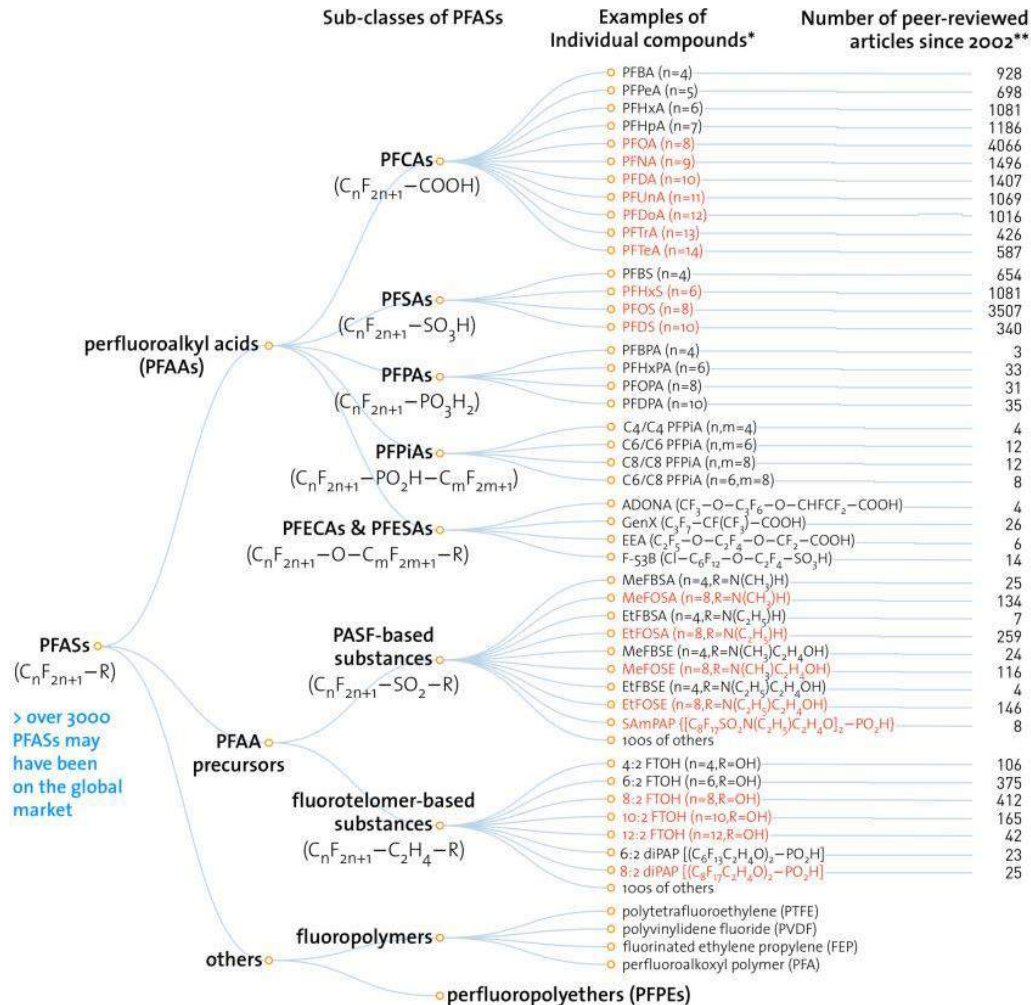 Sub-classes of PFASs
Examples of
Individual compounds*
Number of peer-reviewed
articles since 2002**
PFASs
(CₙF₂ₙ₊₁–R)
> over 3000
PFASs may
have been
on the global
market
perfluoroalkyl acids
(PFAAs)
PFCAs
(CₙF₂ₙ₊₁–COOH)
PFBA (n=4) 928
PFPeA (n=5) 698
PFHxA (n=6) 1081
PFHpA (n=7) 1186
PFOA (n=8) 4066
PFNA (n=9) 1496
PFDA (n=10) 1407
PFUnA (n=11) 1069
PFDoA (n=12) 1016
PFTrA (n=13) 426
PFTeA (n=14) 587
PFSAs
(CₙF₂ₙ₊₁–SO₃H)
PFBS (n=4) 654
PFHxS (n=6) 1081
PFOS (n=8) 3507
PFDS (n=10) 340
PFPAs
(CₙF₂ₙ₊₁–PO₃H₂)
PFBPA (n=4) 3
PFHxPA (n=6) 33
PFOPA (n=8) 31
PFDPA (n=10) 35
PFPiAs
(CₙF₂ₙ₊₁–PO₂H–CₘF₂ₘ₊₁)
C4/C4 PFPiA (n,m=4) 4
C6/C6 PFPiA (n,m=6) 12
C8/C8 PFPiA (n,m=8) 12
C6/C8 PFPiA (n=6,m=8) 8
PFECAs & PFESAs
(CₙF₂ₙ₊₁–O–CₘF₂ₘ₊₁–R)
ADONA (CF₃–O–C₃F₆–O–CHFCF₂–COOH) 4
GenX (C₃F₇–CF(CF₃)–COOH) 26
EEA (C₂F₅–O–C₂F₄–O–CF₂–COOH) 6
F-53B (Cl–C₆F₁₂–O–C₂F₄–SO₃H) 14
PFAA
precursors
PASF-based
substances
(CₙF₂ₙ₊₁–SO₂–R)
MeFBSA (n=4,R=N(CH₃)H) 25
MeFOSA (n=8,R=N(CH₃)H) 134
EtFBSA (n=4,R=N(C₂H₅)H) 7
EtFOSA (n=8,R=N(C₂H₅)H) 259
MeFBSE (n=4,R=N(CH₃)C₂H₄OH) 24
MeFOSE (n=8,R=N(CH₃)C₂H₄OH) 116
EtFBSE (n=4,R=N(C₂H₅)C₂H₄OH) 4
EtFOSE (n=8,R=N(C₂H₅)C₂H₄OH) 146
SAmPAP {[C₈F₁₇SO₂N(C₂H₅)C₂H₄O]₂–PO₂H} 8
100s of others
fluorotelomer-based
substances
(CₙF₂ₙ₊₁–C₂H₄–R)
4:2 FTOH (n=4,R=OH) 106
6:2 FTOH (n=6,R=OH) 375
8:2 FTOH (n=8,R=OH) 412
10:2 FTOH (n=10,R=OH) 165
12:2 FTOH (n=12,R=OH) 42
6:2 diPAP [(C₆F₁₃C₂H₄O)₂–PO₂H] 23
8:2 diPAP [(C₈F₁₇C₂H₄O)₂–PO₂H] 25
100s of others
others
fluoropolymers
polytetrafluoroethylene (PTFE)
polyvinylidene fluoride (PVDF)
fluorinated ethylene propylene (FEP)
perfluoroalkoxyl polymer (PFA)
perfluoropolyethers (PFPEs)